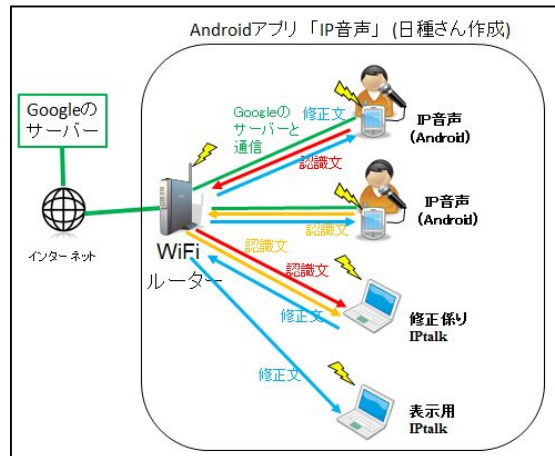 Androidアプリ「IP音声」(日種さん作成)
Googleの
サーバー
インターネット
WiFi
ルーター
Googleの
サーバーと
通信
修正文
認識文
IP音声
(Android)
認識文
認識文
IP音声
(Android)
認識文
修正文
修正係り
IPtalk
修正文
表示用
IPtalk